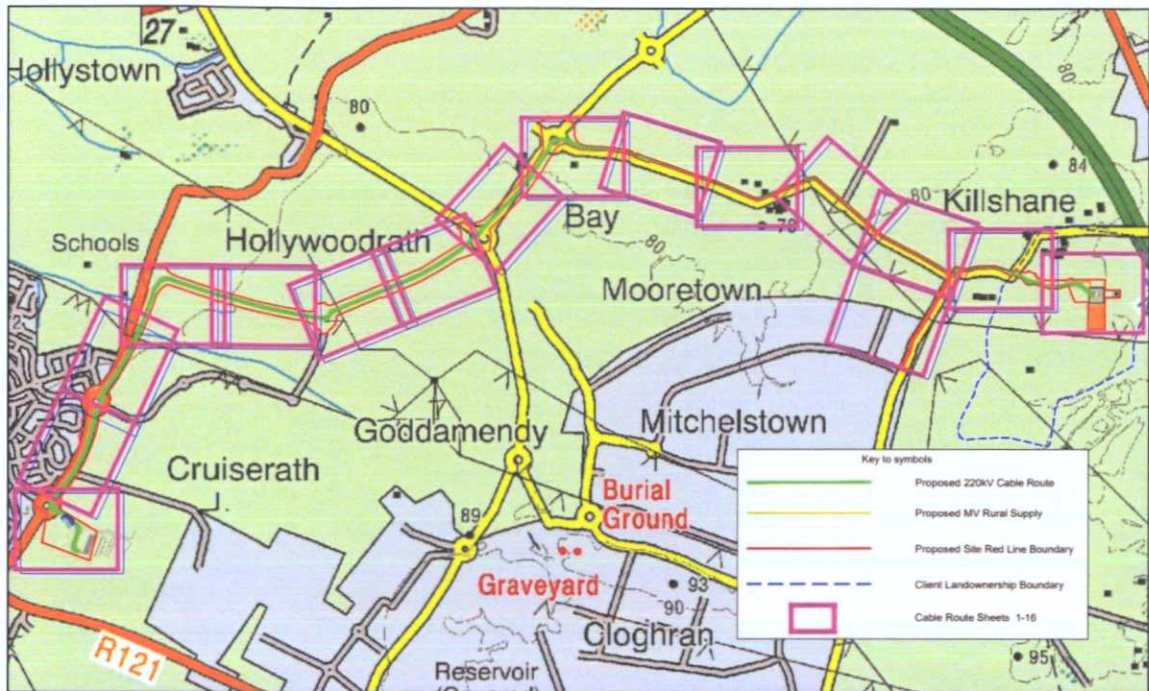 27
Hollystown
80
80
84
Schools
Hollywoodrath
Bay
78
80
80
Killshane
Mooretown
2
Goddamendy
Mitchelstown
Cruiserath
Burial
Ground
89
Graveyard
93
90
Cloghran
R121
Reservoir
95
Key to symbols
Proposed 220kV Cable Route
Proposed MV Rural Supply
Proposed Site Red Line Boundary
Client Landownership Boundary
Cable Route Sheets 1-16